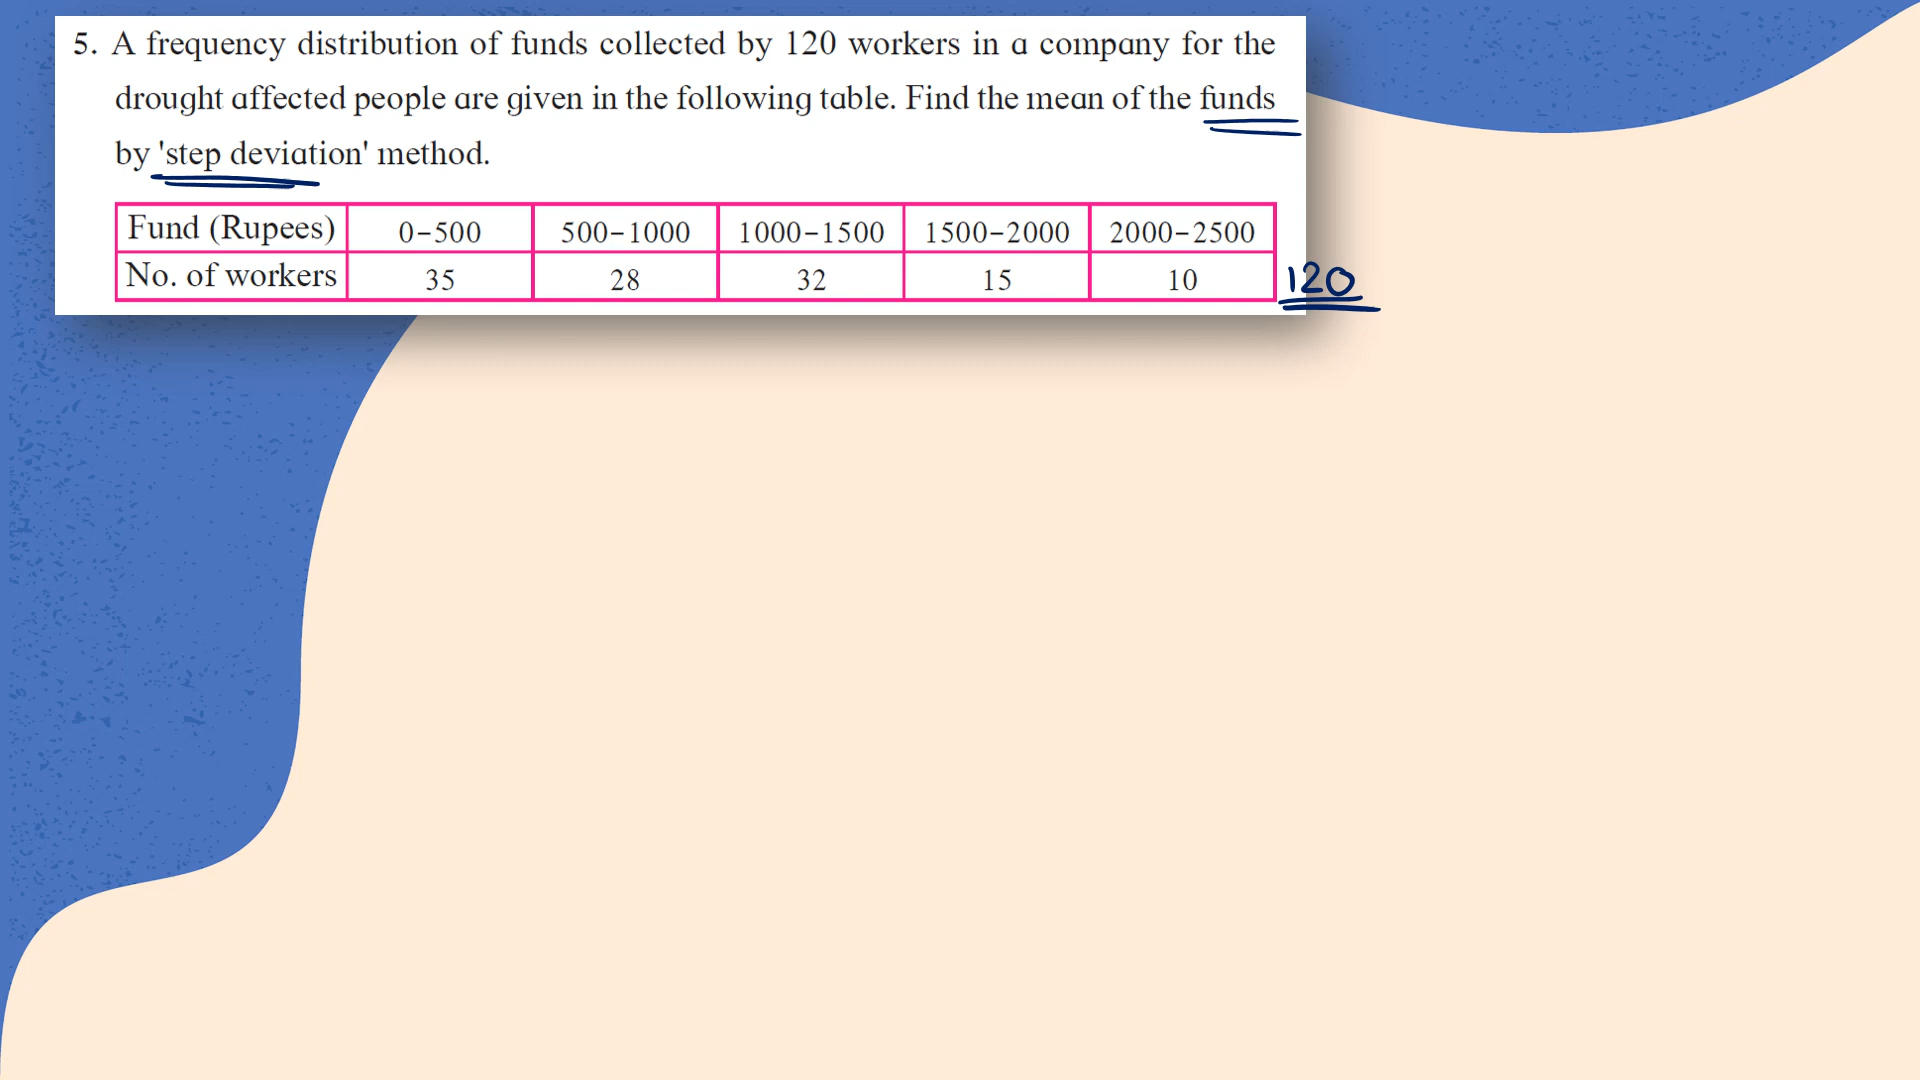 5. A frequency distribution of funds collected by 120 workers in a company for the
drought affected people are given in the following table. Find the mean of the funds
by 'step deviation' method.
Fund (Rupees) 0-500 500-1000 1000-1500 1500-2000 2000-2500
No. of workers 35 28 32 15 10 120